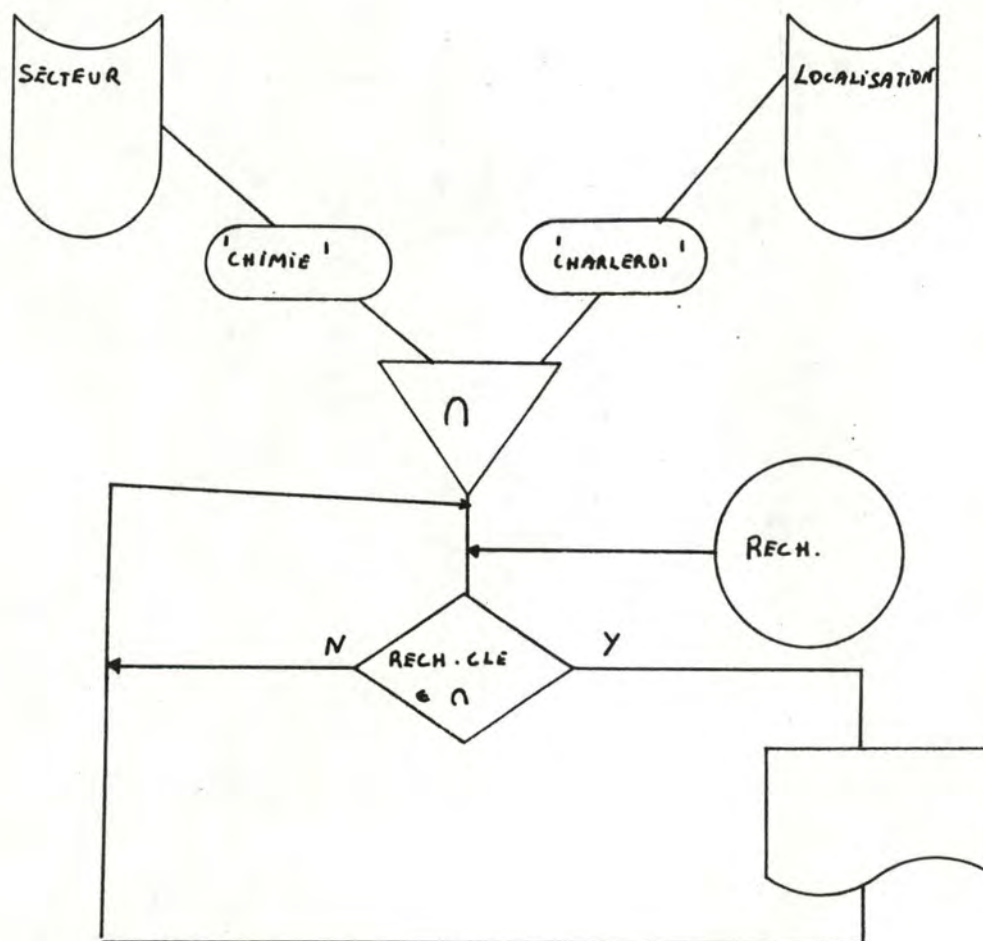 SECTEUR
LOCALISATION
'CHIMIE'
'CHARLEROI'
∩
RECH.
N
Y
RECH.CLE
∈ ∩